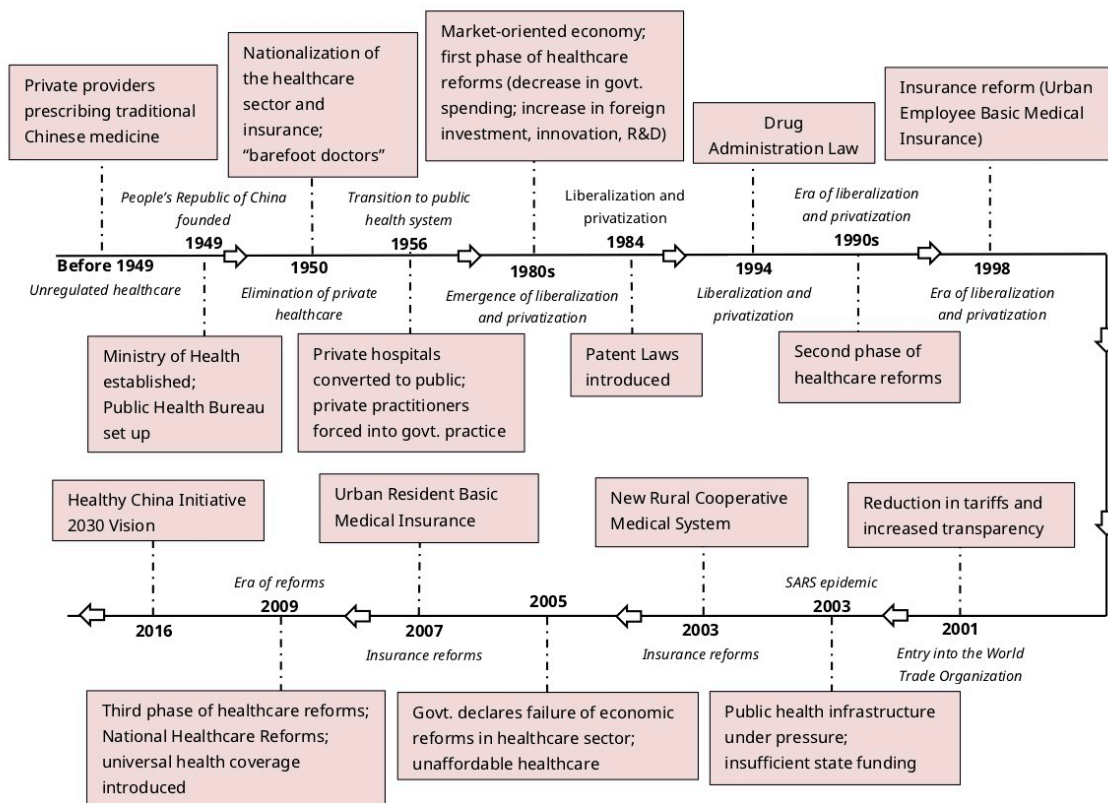 Private providers
prescribing traditional
Chinese medicine
Before 1949
Unregulated healthcare
People's Republic of China
founded
1949
Ministry of Health
established;
Public Health Bureau
set up
Nationalization of
the healthcare
sector and
insurance;
“barefoot doctors”
1950
Elimination of private
healthcare
Transition to public
health system
1956
Private hospitals
converted to public;
private practitioners
forced into govt. practice
Market-oriented economy;
first phase of healthcare
reforms (decrease in govt.
spending; increase in foreign
investment, innovation, R&D)
1980s
Emergence of liberalization
and privatization
Liberalization and
privatization
1984
Patent Laws
introduced
Drug
Administration Law
1994
Liberalization and
privatization
Era of liberalization
and privatization
1990s
Second phase of
healthcare reforms
Insurance reform (Urban
Employee Basic Medical
Insurance)
1998
Era of liberalization
and privatization
Reduction in tariffs and
increased transparency
2001
Entry into the World
Trade Organization
SARS epidemic
2003
Public health infrastructure
under pressure;
insufficient state funding
New Rural Cooperative
Medical System
2003
Insurance reforms
2005
Govt. declares failure of economic
reforms in healthcare sector;
unaffordable healthcare
Urban Resident Basic
Medical Insurance
2007
Insurance reforms
Era of reforms
2009
Third phase of healthcare reforms;
National Healthcare Reforms;
universal health coverage
introduced
Healthy China Initiative
2030 Vision
2016